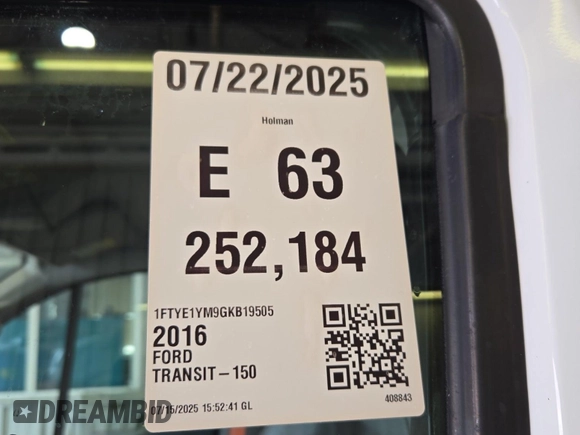 07/22/2025
Holman
E 63
252,184
1FTYE1YM9GKB19505
2016
FORD
TRANSIT-150
408843
07/15/2025 15:52:41 GL
DREAMBID